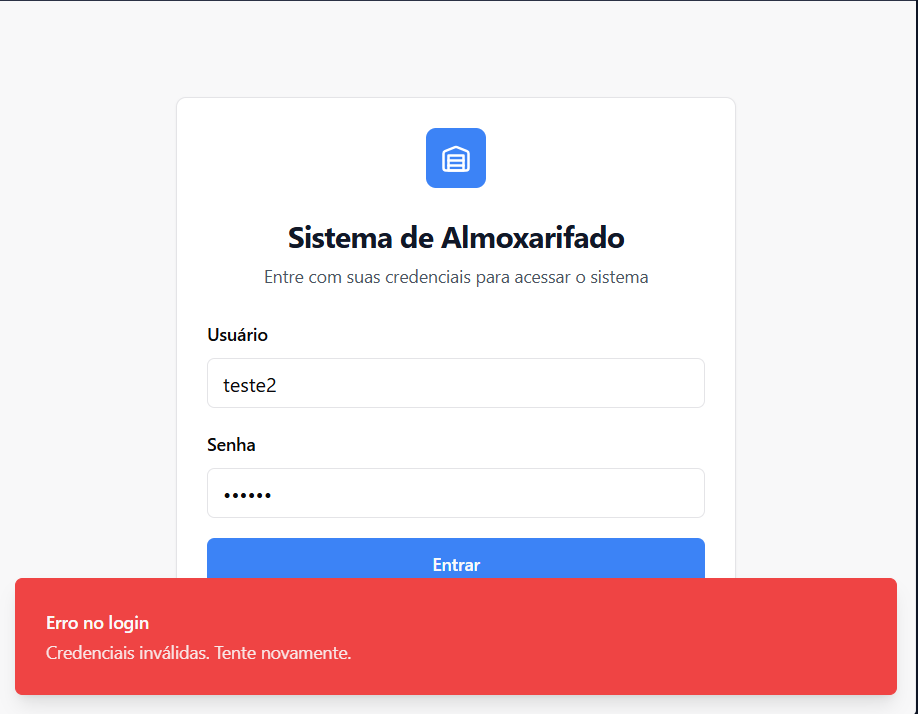 Sistema de Almoxarifado
Entre com suas credenciais para acessar o sistema
Usuário
teste2
Senha
••••••
Entrar
Erro no login
Credenciais inválidas. Tente novamente.